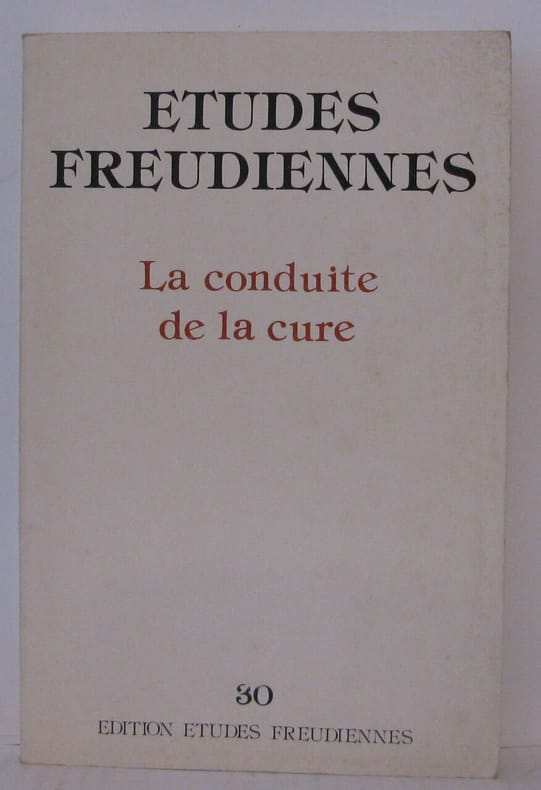 ETUDES
FREUDIENNES
La conduite
de la cure
30
EDITION ETUDES FREUDIENNES